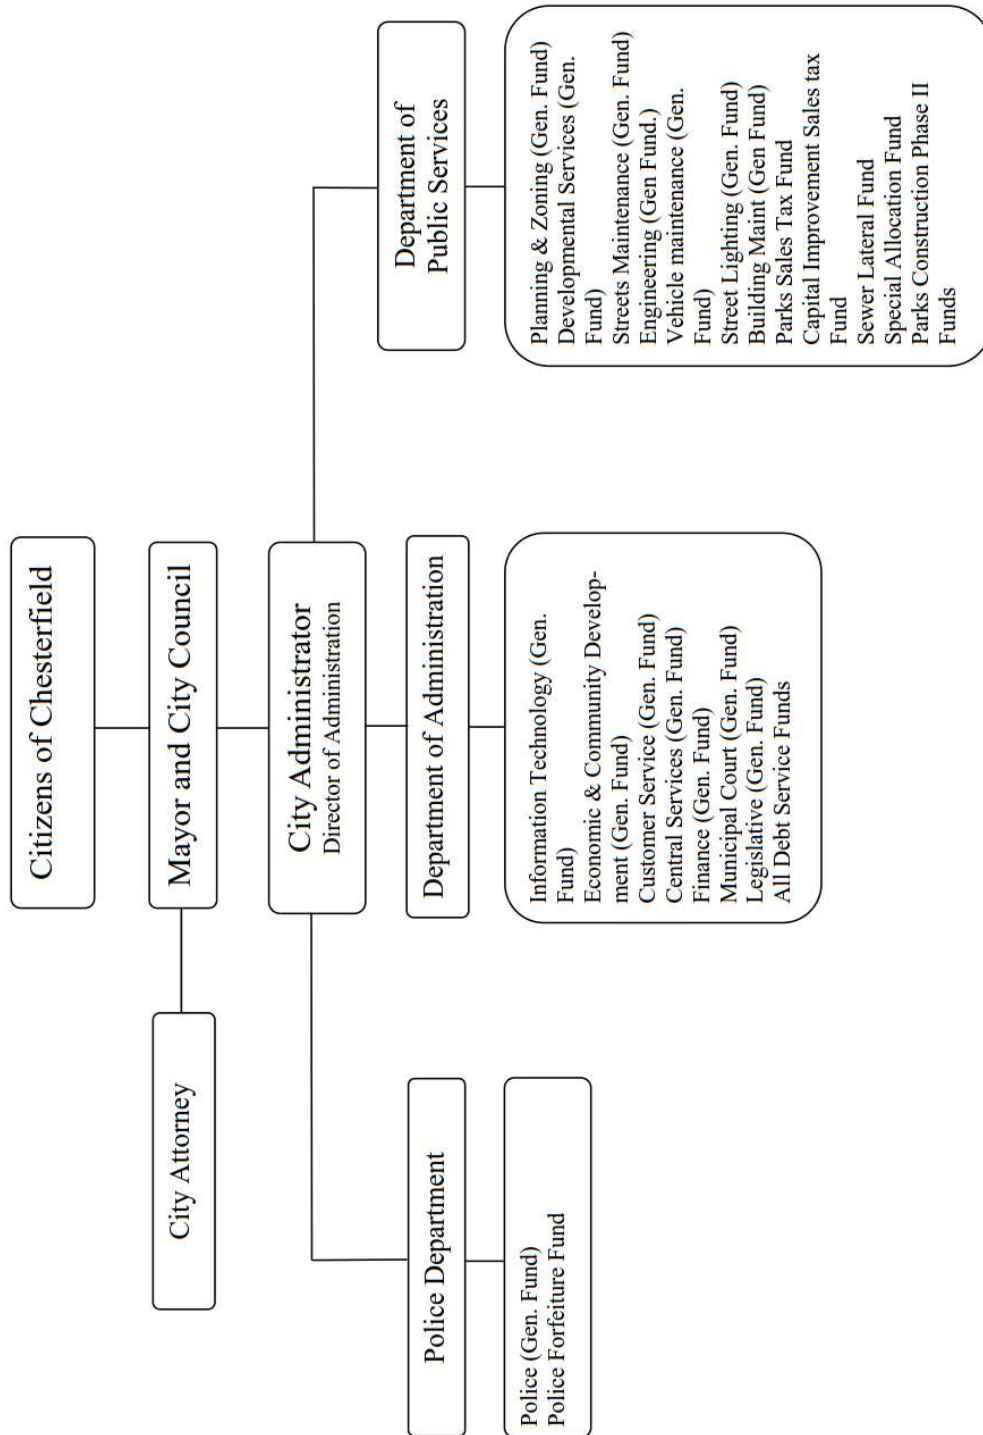 Citizens of Chesterfield
City Attorney
Mayor and City Council
City Administrator
Director of Administration
Police Department
Department of Administration
Department of
Public Services
Police (Gen. Fund)
Police Forfeiture Fund
Information Technology (Gen.
Fund)
Economic & Community Develop-
ment (Gen. Fund)
Customer Service (Gen. Fund)
Central Services (Gen. Fund)
Finance (Gen. Fund)
Municipal Court (Gen. Fund)
Legislative (Gen. Fund)
All Debt Service Funds
Planning & Zoning (Gen. Fund)
Developmental Services (Gen.
Fund)
Streets Maintenance (Gen. Fund)
Engineering (Gen Fund.)
Vehicle maintenance (Gen.
Fund)
Street Lighting (Gen. Fund)
Building Maint (Gen Fund)
Parks Sales Tax Fund
Capital Improvement Sales tax
Fund
Sewer Lateral Fund
Special Allocation Fund
Parks Construction Phase II
Funds